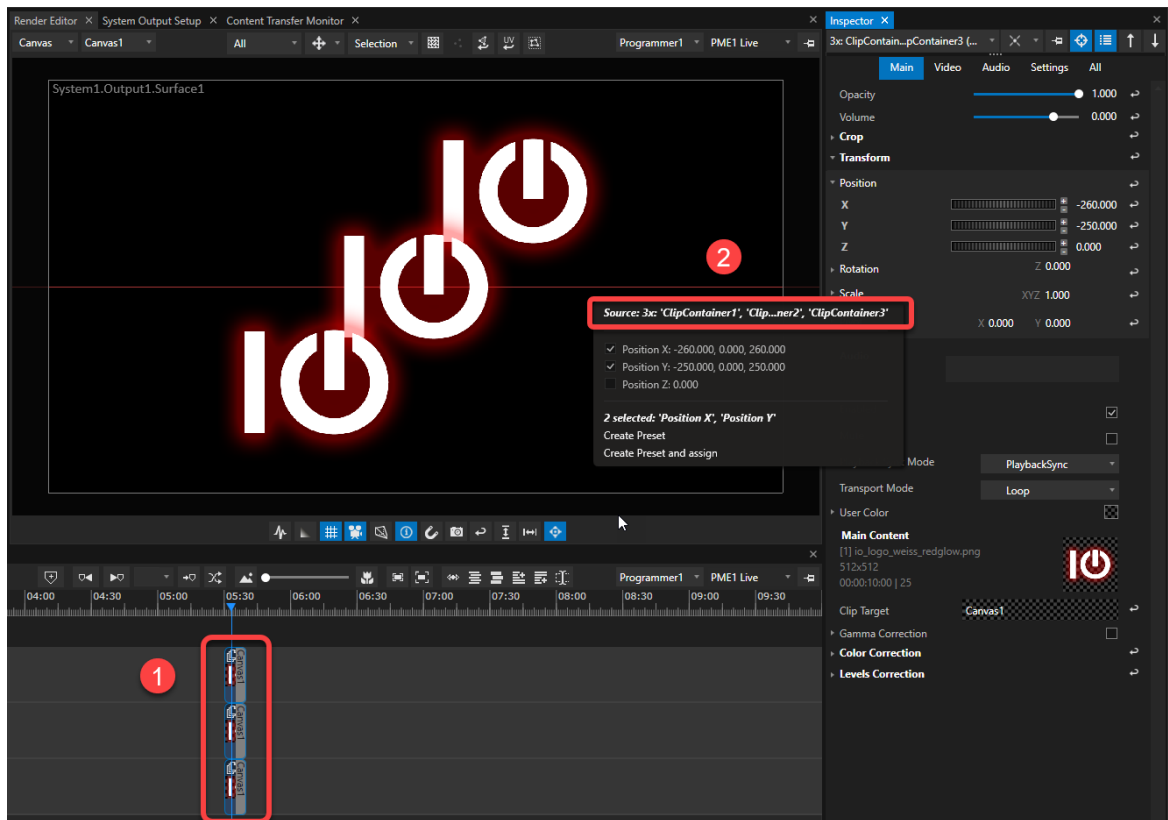 Render Editor × System Output Setup × Content Transfer Monitor ×
Canvas Canvas1 All Selection UV Programmer1 PME1 Live
System1.Output1.Surface1
2
Source: 3x: 'ClipContainer1', 'Clip...ner2', 'ClipContainer3'
Position X: -260.000, 0.000, 260.000
Position Y: -250.000, 0.000, 250.000
Position Z: 0.000
2 selected: 'Position X', 'Position Y'
Create Preset
Create Preset and assign
Programmer1 PME1 Live
04:00 04:30 05:00 05:30 06:00 06:30 07:00 07:30 08:00 08:30 09:00 09:30
1
Canvas1
Canvas1
Canvas1
Inspector ×
3x: ClipContain...pContainer3 (...
Main Video Audio Settings All
Opacity 1.000
Volume 0.000
Crop
Transform
Position
X -260.000
Y -250.000
Z 0.000
Rotation Z 0.000
Scale XYZ 1.000
X 0.000 Y 0.000
Mode PlaybackSync
Transport Mode Loop
User Color
Main Content
[1] io_logo_weiss_redglow.png
512x512
00:00:10:00 | 25
Clip Target Canvas1
Gamma Correction
Color Correction
Levels Correction